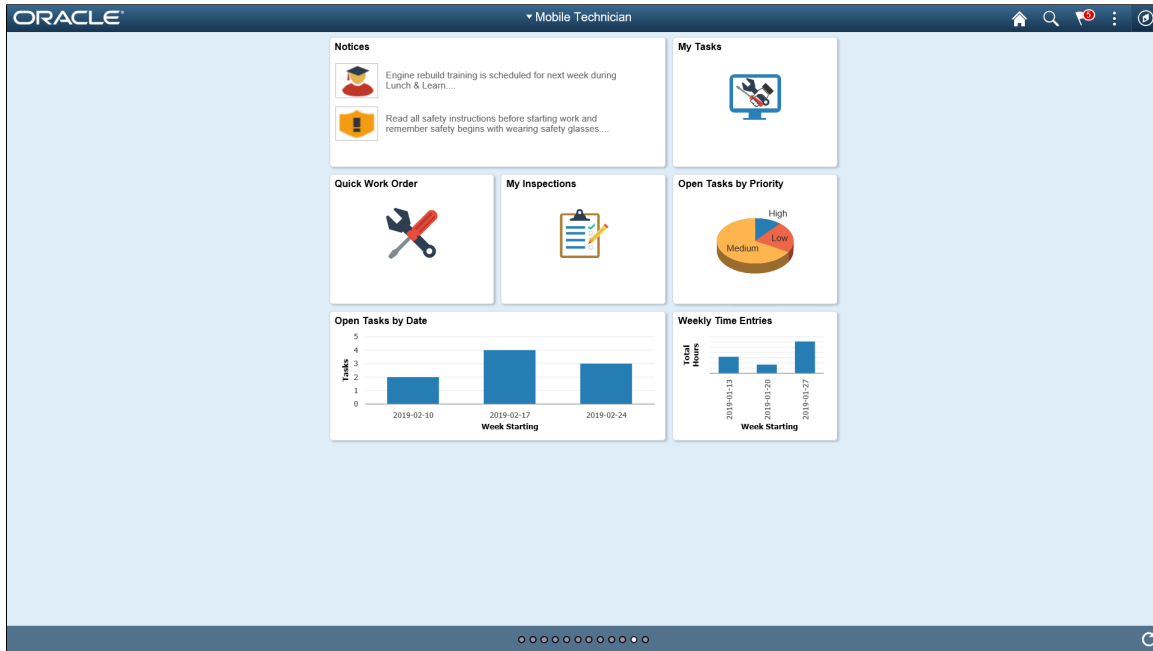 ORACLE
Mobile Technician
5
Notices
Engine rebuild training is scheduled for next week during
Lunch & Learn....
Read all safety instructions before starting work and
remember safety begins with wearing safety glasses....
My Tasks
Quick Work Order
My Inspections
Open Tasks by Priority
High
Low
Medium
Open Tasks by Date
5
4
3
2
1
0
Tasks
2019-02-10
2019-02-17
2019-02-24
Week Starting
Weekly Time Entries
Total
Hours
2019-01-13
2019-01-20
2019-01-27
Week Starting